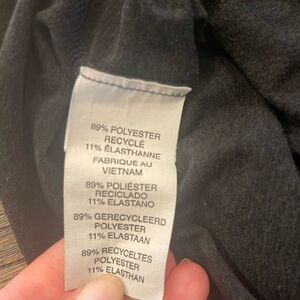 89% POLYESTER
RECYCLÉ
11% ÉLASTHANNE
FABRIQUÉ AU
VIETNAM
89% POLIÉSTER
RECICLADO
11% ELASTANO
89% GERECYCLEERD
POLYESTER
11% ELASTAAN
89% RECYCELTES
POLYESTER
11% ELASTHAN